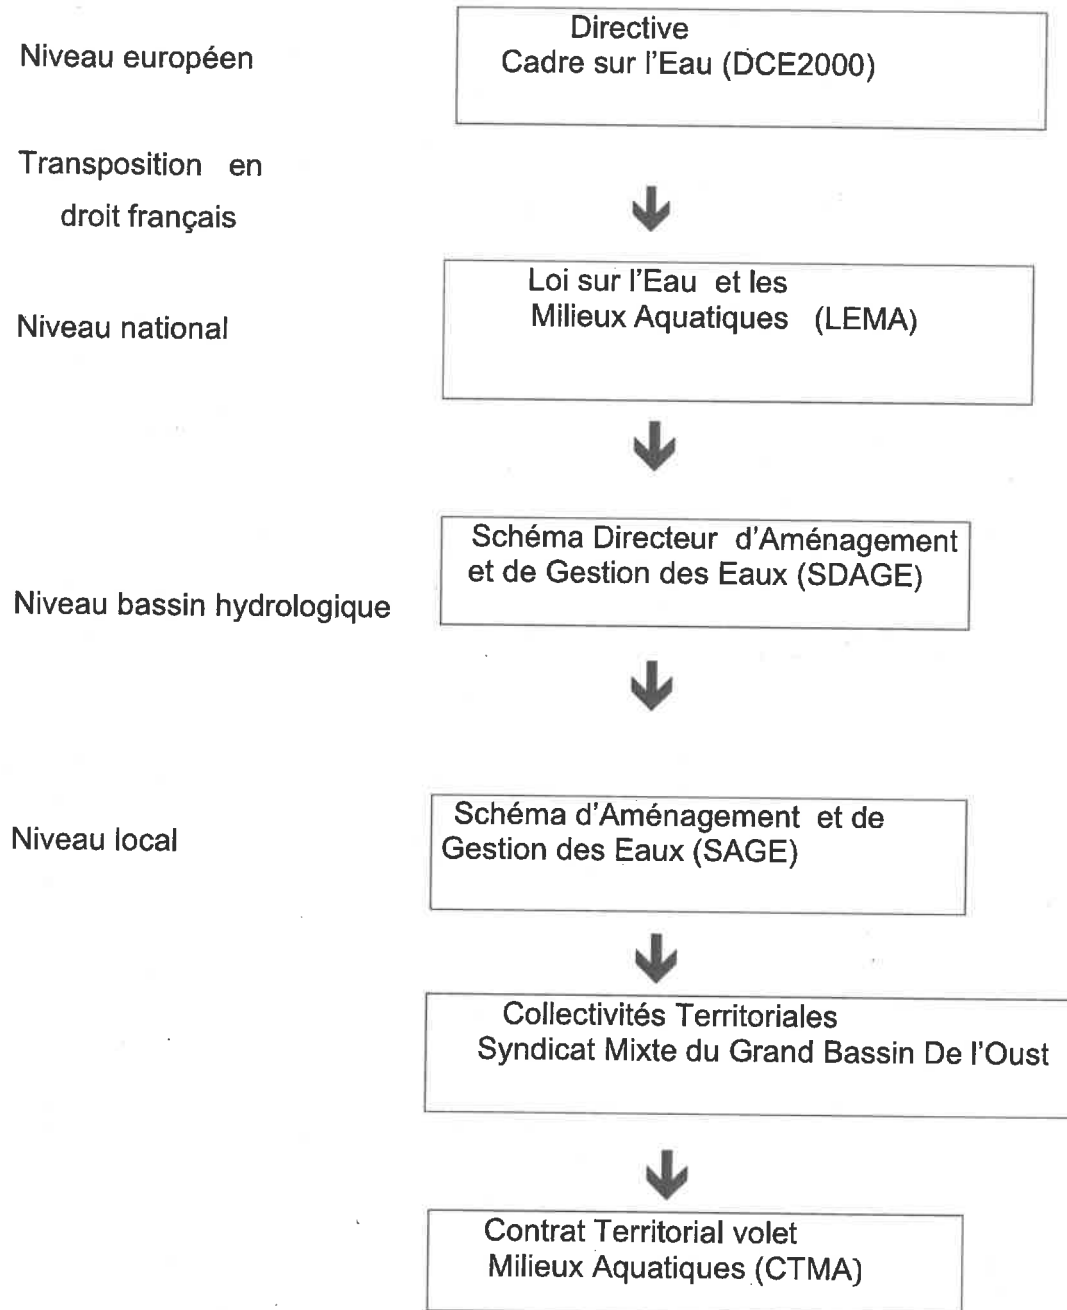 Niveau européen
Directive
Cadre sur l'Eau (DCE2000)
Transposition en
droit français
Loi sur l'Eau et les
Milieux Aquatiques (LEMA)
Niveau national
Schéma Directeur d'Aménagement
et de Gestion des Eaux (SDAGE)
Niveau bassin hydrologique
Schéma d'Aménagement et de
Gestion des Eaux (SAGE)
Niveau local
Collectivités Territoriales
Syndicat Mixte du Grand Bassin De l'Oust
Contrat Territorial volet
Milieux Aquatiques (CTMA)